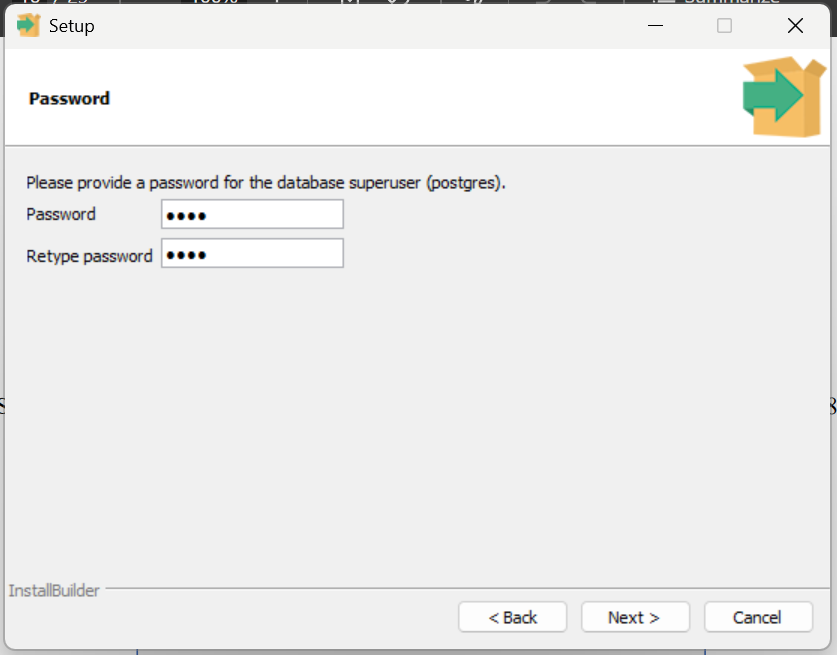 Setup
Password
Please provide a password for the database superuser (postgres).
Password ●●●●
Retype password ●●●●
InstallBuilder
< Back Next > Cancel